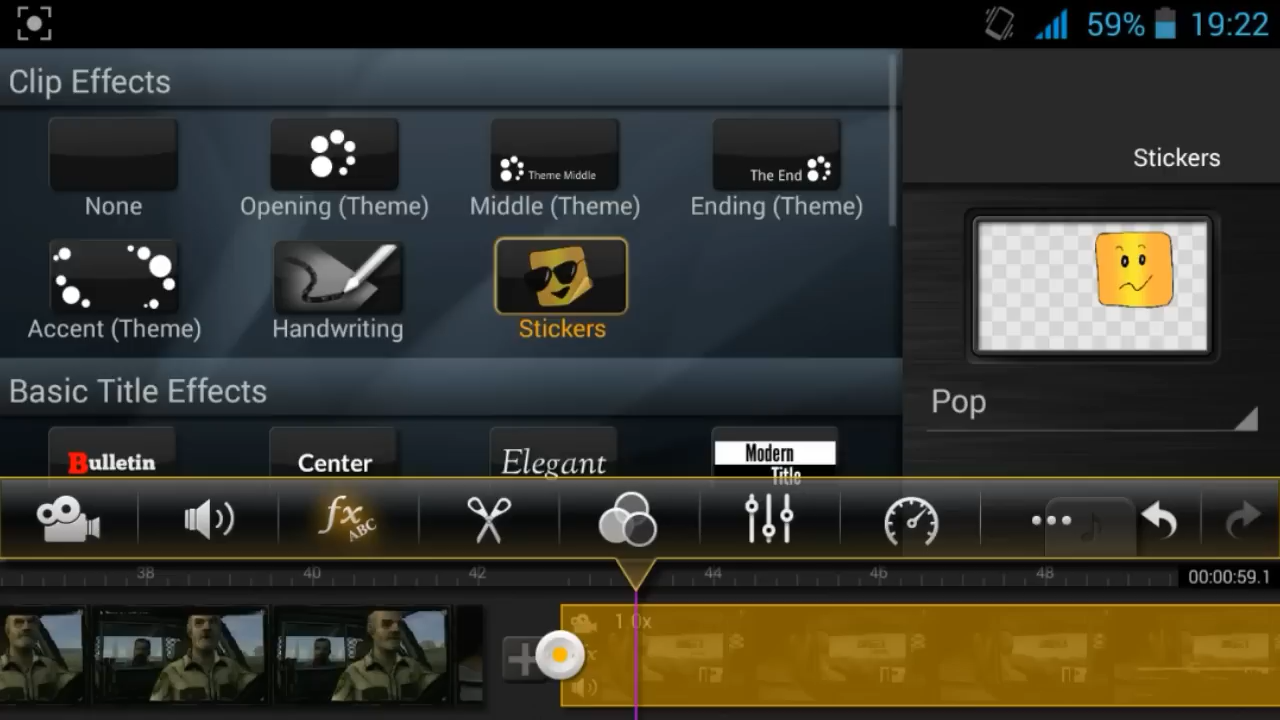 59% 19:22
Clip Effects
Stickers
Theme Middle
The End
None
Opening (Theme)
Middle (Theme)
Ending (Theme)
Accent (Theme)
Handwriting
Stickers
Pop
Basic Title Effects
Bulletin
Center
Elegant
Modern
Title
fx
ABC
38
40
42
44
46
48
00:00:59.1
1.0x